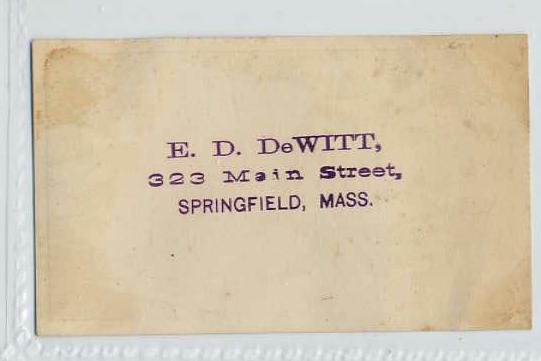 E. D. DeWITT,
323 Main Street,
SPRINGFIELD, MASS.